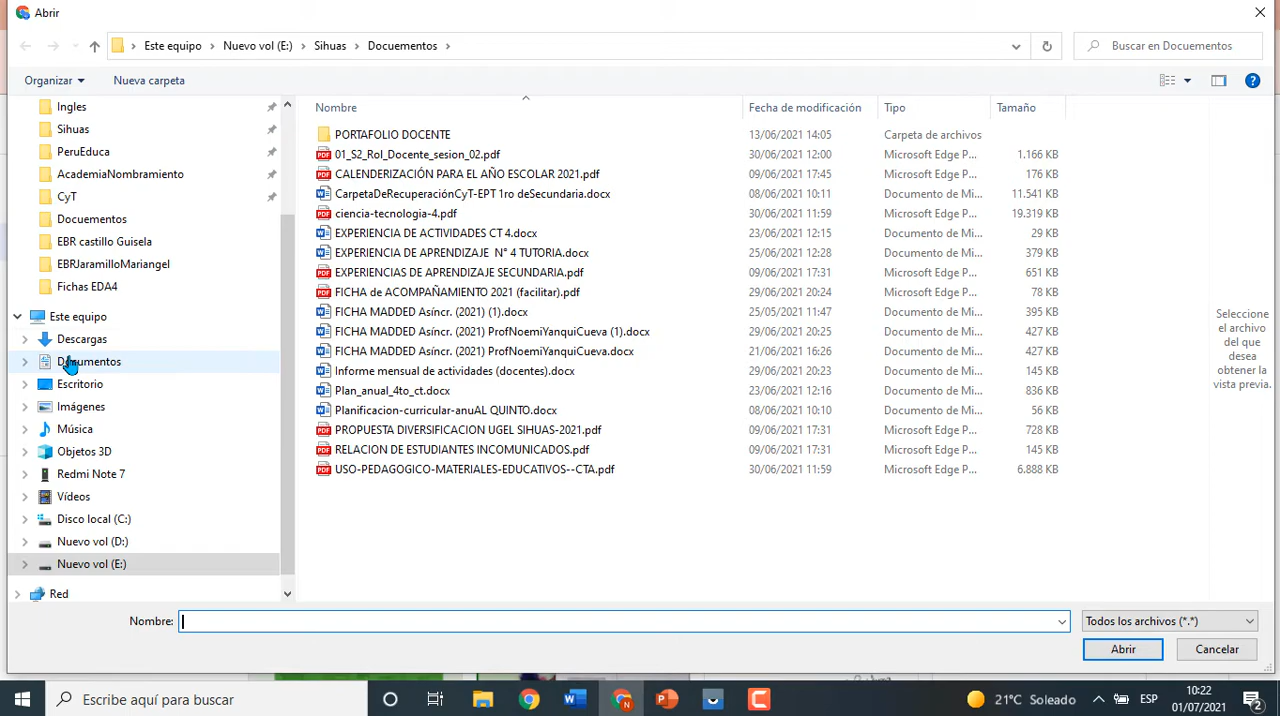 Abrir
Este equipo > Nuevo vol (E:) > Sihuas > Docuementos >
Buscar en Docuementos
Organizar
Nueva carpeta
Ingles
Sihuas
PeruEduca
AcademiaNombramiento
CyT
Docuementos
EBR castillo Guisela
EBRJaramilloMariangel
Fichas EDA4
Este equipo
Descargas
Documentos
Escritorio
Imágenes
Música
Objetos 3D
Redmi Note 7
Vídeos
Disco local (C:)
Nuevo vol (D:)
Nuevo vol (E:)
Red
Nombre Fecha de modificación Tipo Tamaño
PORTAFOLIO DOCENTE 13/06/2021 14:05 Carpeta de archivos
01_S2_Rol_Docente_sesion_02.pdf 30/06/2021 12:00 Microsoft Edge P... 1.166 KB
CALENDERIZACIÓN PARA EL AÑO ESCOLAR 2021.pdf 09/06/2021 17:45 Microsoft Edge P... 176 KB
CarpetaDeRecuperaciónCyT-EPT 1ro deSecundaria.docx 08/06/2021 10:11 Documento de Mi... 11.541 KB
ciencia-tecnologia-4.pdf 30/06/2021 11:59 Microsoft Edge P... 19.319 KB
EXPERIENCIA DE ACTIVIDADES CT 4.docx 23/06/2021 12:15 Documento de Mi... 29 KB
EXPERIENCIA DE APRENDIZAJE N° 4 TUTORIA.docx 25/06/2021 12:28 Documento de Mi... 379 KB
EXPERIENCIAS DE APRENDIZAJE SECUNDARIA.pdf 09/06/2021 17:31 Microsoft Edge P... 651 KB
FICHA de ACOMPAÑAMIENTO 2021 (facilitar).pdf 29/06/2021 20:24 Microsoft Edge P... 78 KB
FICHA MADDED Asíncr. (2021) (1).docx 25/05/2021 11:47 Documento de Mi... 395 KB
FICHA MADDED Asíncr. (2021) ProfNoemiYanquiCueva (1).docx 29/06/2021 20:25 Documento de Mi... 427 KB
FICHA MADDED Asíncr. (2021) ProfNoemiYanquiCueva.docx 21/06/2021 16:26 Documento de Mi... 427 KB
Informe mensual de actividades (docentes).docx 29/06/2021 20:23 Documento de Mi... 145 KB
Plan_anual_4to_ct.docx 23/06/2021 12:16 Documento de Mi... 836 KB
Planificacion-curricular-anuAL QUINTO.docx 08/06/2021 10:10 Documento de Mi... 56 KB
PROPUESTA DIVERSIFICACION UGEL SIHUAS-2021.pdf 09/06/2021 17:31 Microsoft Edge P... 728 KB
RELACION DE ESTUDIANTES INCOMUNICADOS.pdf 09/06/2021 17:31 Microsoft Edge P... 145 KB
USO-PEDAGOGICO-MATERIALES-EDUCATIVOS--CTA.pdf 30/06/2021 11:59 Microsoft Edge P... 6.888 KB
Seleccione
el archivo
del que
desea
obtener la
vista previa.
Nombre:
Todos los archivos (*.*)
Abrir
Cancelar
Escribe aquí para buscar
21°C Soleado
ESP
10:22
01/07/2021
2